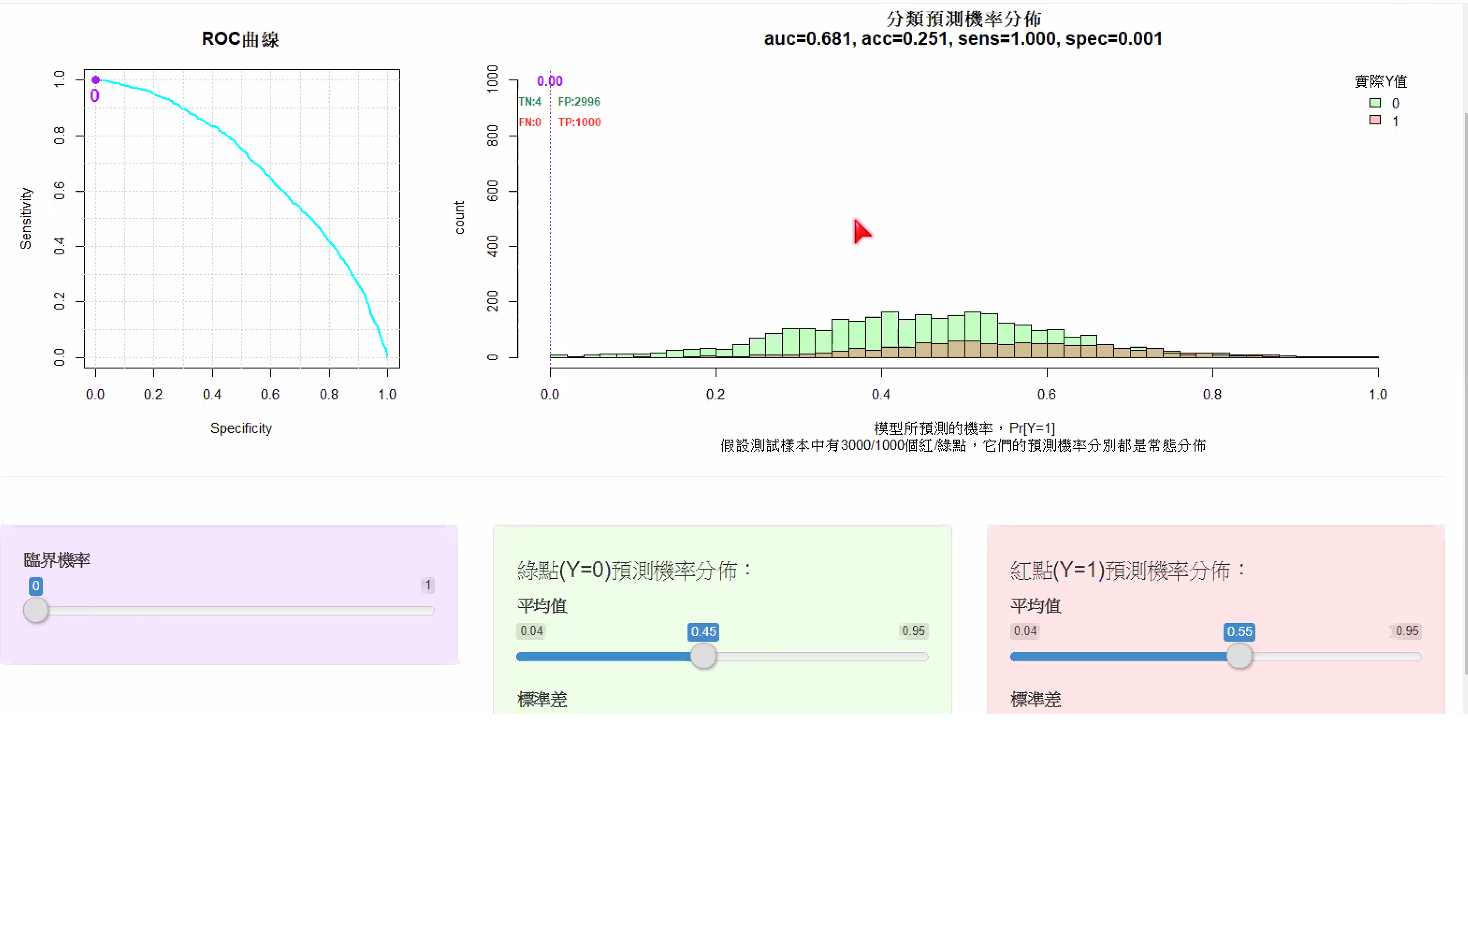 ROC曲線
1.0
0.8
0.6
0.4
0.2
0.0
Sensitivity
0
0.0 0.2 0.4 0.6 0.8 1.0
Specificity
分類預測機率分佈
auc=0.681, acc=0.251, sens=1.000, spec=0.001
1000
800
600
400
200
0
count
0.00
TN:4 FP:2996
FN:0 TP:1000
實際Y值
0
1
0.0 0.2 0.4 0.6 0.8 1.0
模型所預測的機率，Pr[Y=1]
假設測試樣本中有3000/1000個紅/綠點，它們的預測機率分別都是常態分佈
臨界機率
0 1
綠點(Y=0)預測機率分佈：
平均值
0.04 0.45 0.95
標準差
紅點(Y=1)預測機率分佈：
平均值
0.04 0.55 0.95
標準差